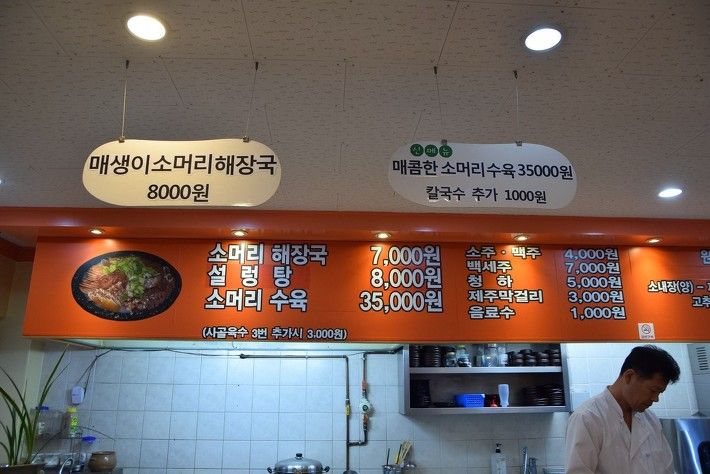 매생이소머리해장국
8000원
신메뉴
매콤한 소머리수육 35000원
칼국수 추가 1000원
소머리 해장국 7,000원
설렁탕 8,000원
소머리 수육 35,000원
(사골육수 3번 추가시 3.000원)
소주·맥주 4,000원
백세주 7,000원
청하 5,000원
제주막걸리 3,000원
음료수 1,000원
원
소내장(양)-
고추